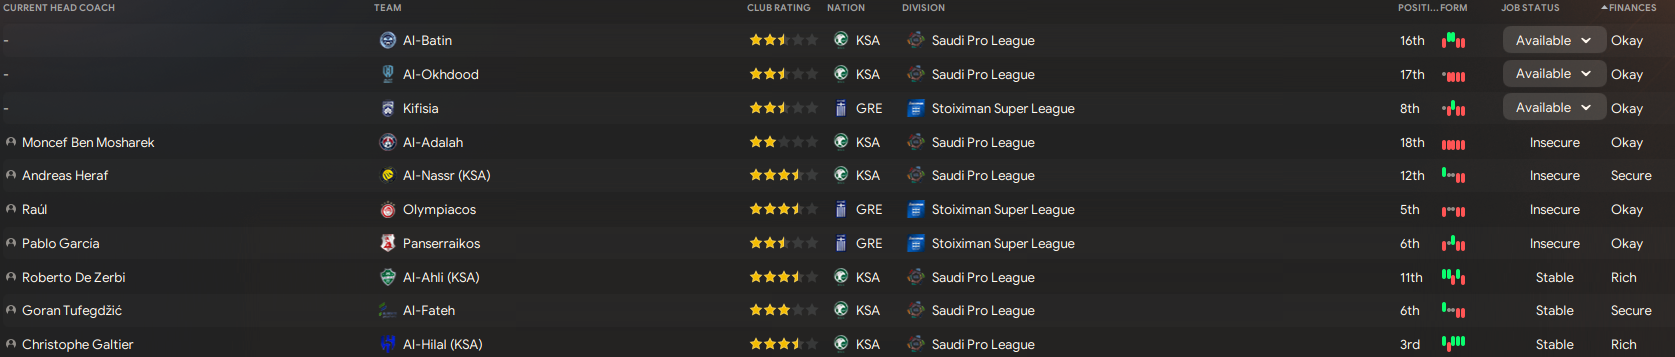 CURRENT HEAD COACH TEAM CLUB RATING NATION DIVISION POSITI... FORM JOB STATUS FINANCES
- Al-Batin KSA Saudi Pro League 16th Available Okay
- Al-Okhdood KSA Saudi Pro League 17th Available Okay
- Kifisia GRE Stoiximan Super League 8th Available Okay
Moncef Ben Mosharek Al-Adalah KSA Saudi Pro League 18th Insecure Okay
Andreas Heraf Al-Nassr (KSA) KSA Saudi Pro League 12th Insecure Secure
Raúl Olympiacos GRE Stoiximan Super League 5th Insecure Okay
Pablo García Panserraikos GRE Stoiximan Super League 6th Insecure Okay
Roberto De Zerbi Al-Ahli (KSA) KSA Saudi Pro League 11th Stable Rich
Goran Tufegdžić Al-Fateh KSA Saudi Pro League 6th Stable Secure
Christophe Galtier Al-Hilal (KSA) KSA Saudi Pro League 3rd Stable Rich